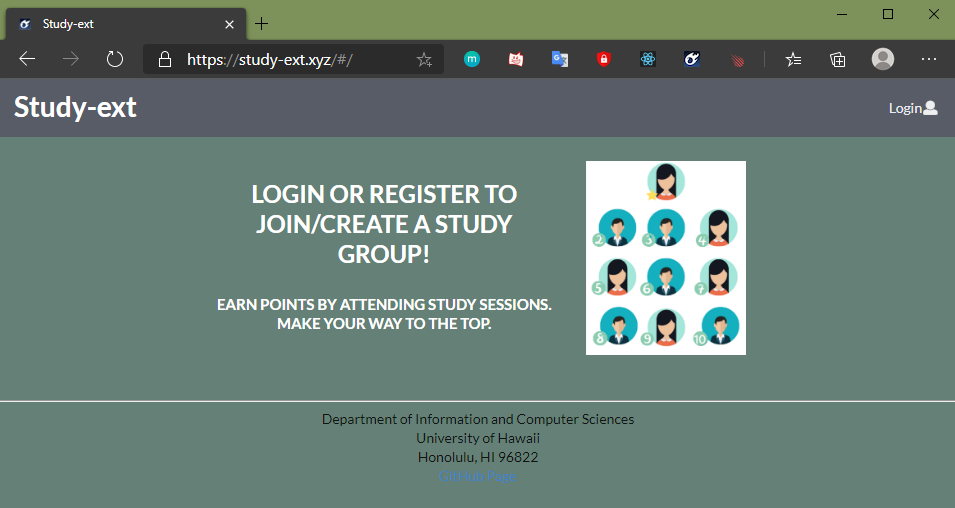 Study-ext
https://study-ext.xyz/#/
Study-ext
Login
LOGIN OR REGISTER TO
JOIN/CREATE A STUDY
GROUP!
EARN POINTS BY ATTENDING STUDY SESSIONS.
MAKE YOUR WAY TO THE TOP.
2 3 4
5 6 7
8 9 10
Department of Information and Computer Sciences
University of Hawaii
Honolulu, HI 96822
GitHub Page